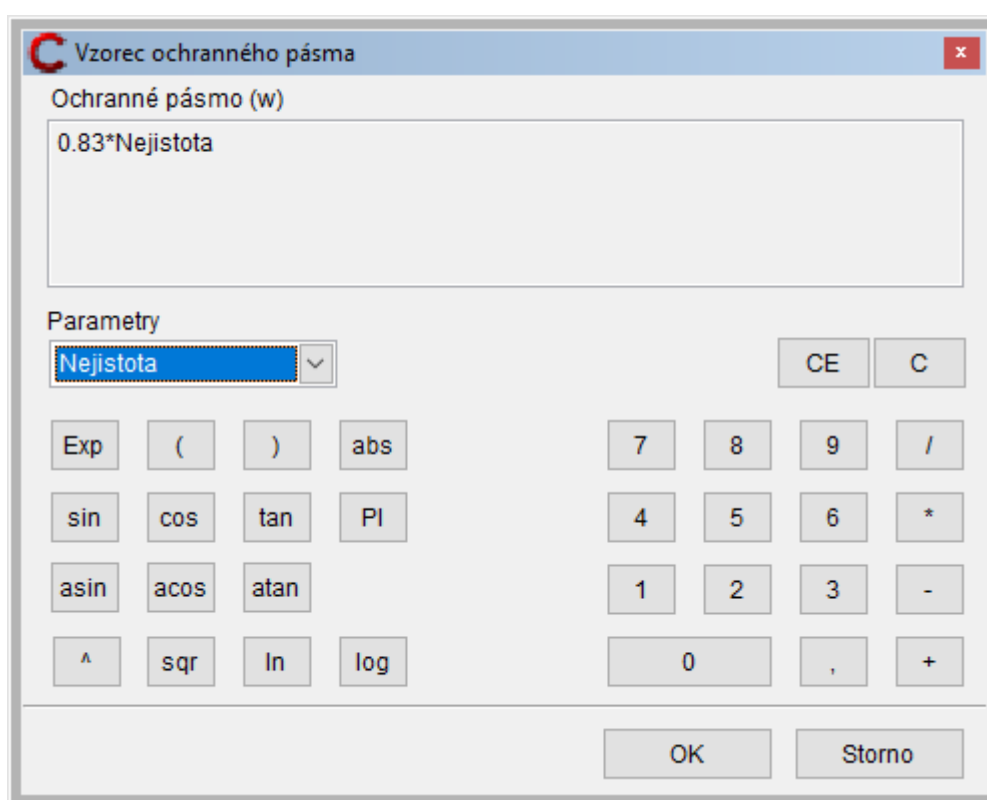 Vzorec ochranného pásma x
Ochranné pásmo (w)
0.83*Nejistota
Parametry
Nejistota CE C
Exp ( ) abs 7 8 9 /
sin cos tan PI 4 5 6 *
asin acos atan 1 2 3 -
^ sqr ln log 0 , +
OK Storno